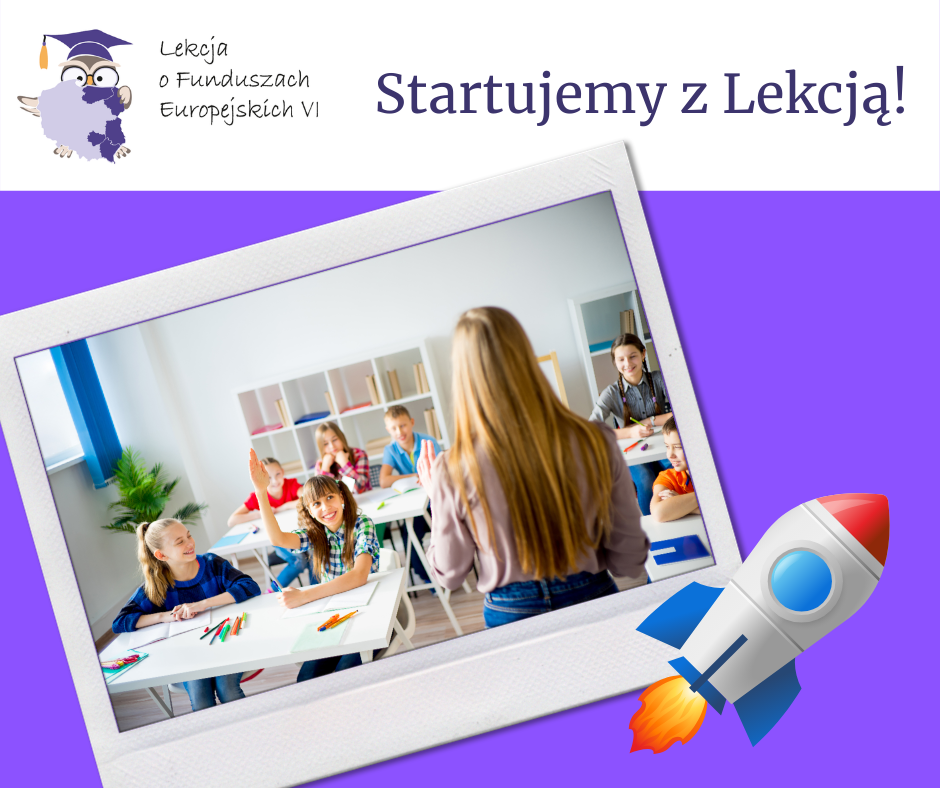 Lekcja
o Funduszach
Europejskich VI
Startujemy z Lekcją!